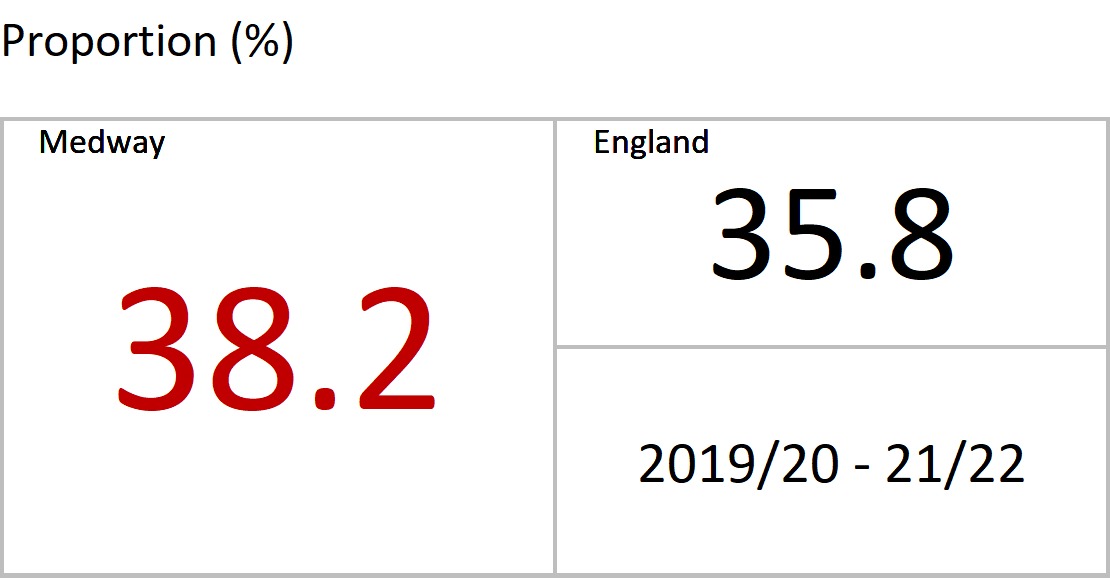 Proportion (%)
Medway
38.2
England
35.8
2019/20 - 21/22